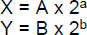 X = A x 2ᵃ
Y = B x 2ᵇ